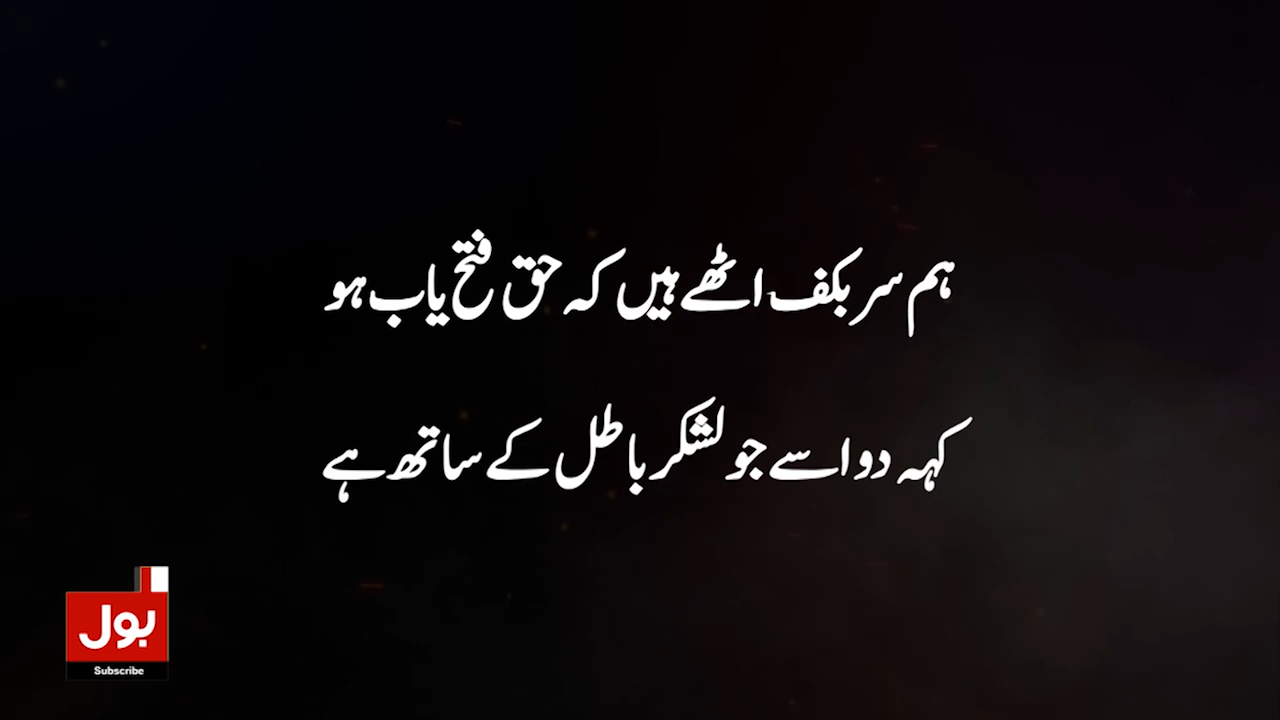 ہم سر بکف اٹھے ہیں کہ حق فتح یاب ہو
کہہ دو اسے جو لشکر باطل کے ساتھ ہے
بول
Subscribe